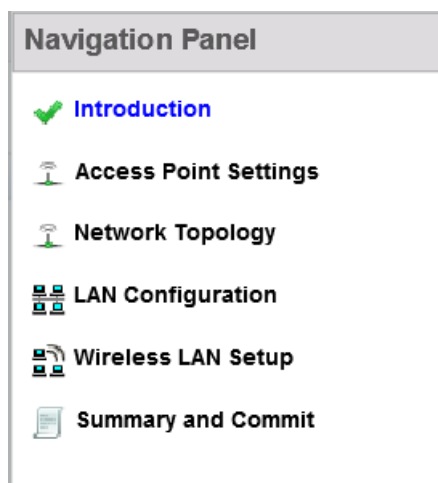 Navigation Panel
Introduction
Access Point Settings
Network Topology
LAN Configuration
Wireless LAN Setup
Summary and Commit